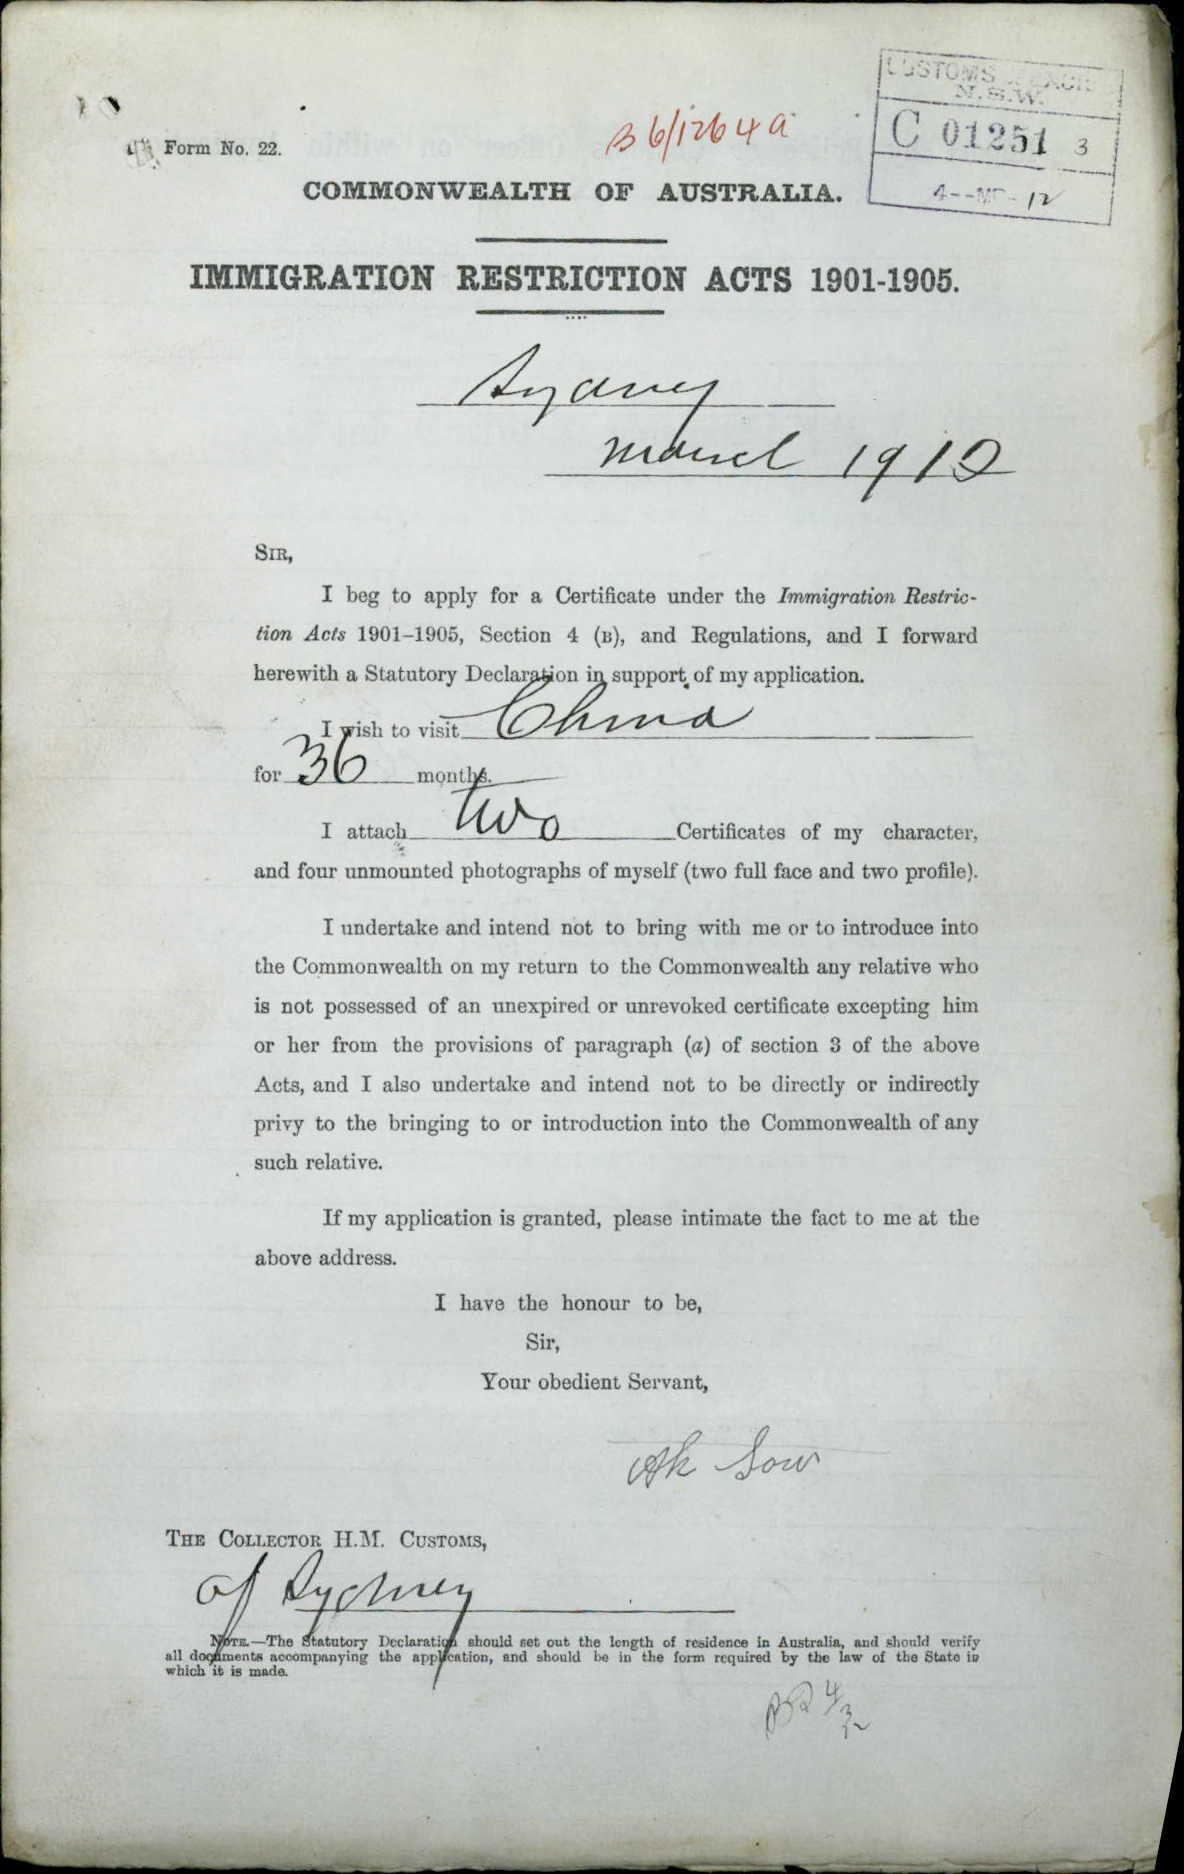 Form No. 22.
B 6/1264 a
CUSTOMS & EXCISE
N.S.W.
C 01251 3
4--MR-12
COMMONWEALTH OF AUSTRALIA.
IMMIGRATION RESTRICTION ACTS 1901-1905.
Sydney
March 1912
SIR,
I beg to apply for a Certificate under the Immigration Restric-
tion Acts 1901–1905, Section 4 (B), and Regulations, and I forward
herewith a Statutory Declaration in support of my application.
I wish to visit China
for 36 months.
I attach two Certificates of my character,
and four unmounted photographs of myself (two full face and two profile).
I undertake and intend not to bring with me or to introduce into
the Commonwealth on my return to the Commonwealth any relative who
is not possessed of an unexpired or unrevoked certificate excepting him
or her from the provisions of paragraph (a) of section 3 of the above
Acts, and I also undertake and intend not to be directly or indirectly
privy to the bringing to or introduction into the Commonwealth of any
such relative.
If my application is granted, please intimate the fact to me at the
above address.
I have the honour to be,
Sir,
Your obedient Servant,
Ah Sow
THE COLLECTOR H.M. CUSTOMS,
of Sydney
NOTE.—The Statutory Declaration should set out the length of residence in Australia, and should verify
all documents accompanying the application, and should be in the form required by the law of the State in
which it is made.
4/3/12